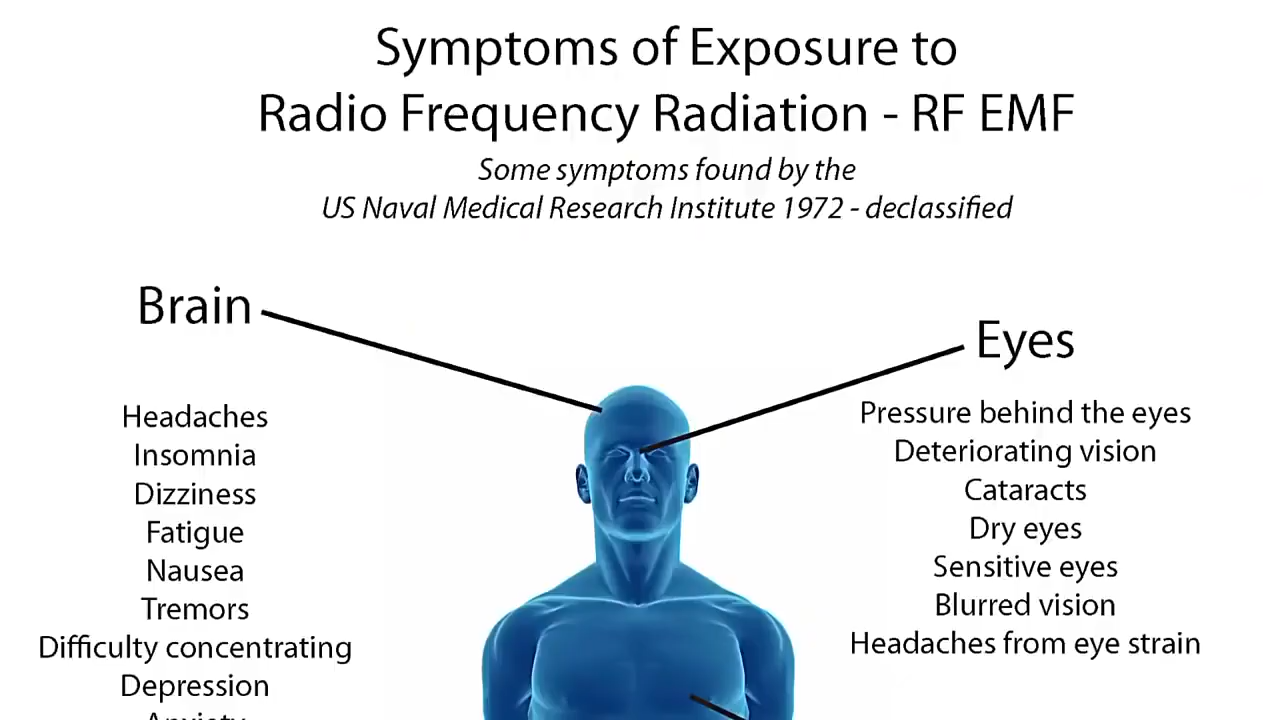 Symptoms of Exposure to
Radio Frequency Radiation - RF EMF
Some symptoms found by the
US Naval Medical Research Institute 1972 - declassified
Brain
Headaches
Insomnia
Dizziness
Fatigue
Nausea
Tremors
Difficulty concentrating
Depression
Anxiety
Eyes
Pressure behind the eyes
Deteriorating vision
Cataracts
Dry eyes
Sensitive eyes
Blurred vision
Headaches from eye strain